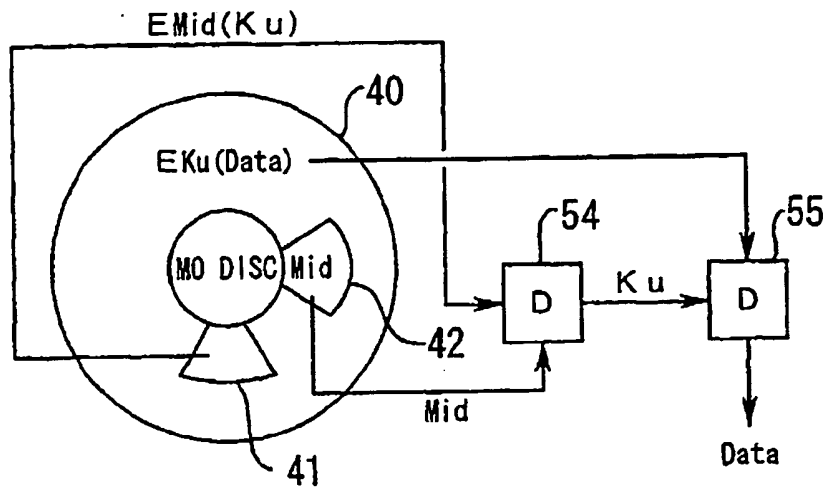 EMid(Ku)
40
EKu(Data)
54
55
MO DISC
Mid
D
Ku
D
42
Mid
41
Data